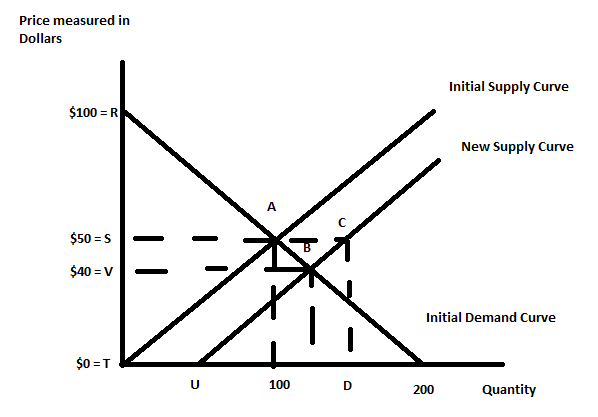 Price measured in
Dollars
Initial Supply Curve
$100 = R
New Supply Curve
A
C
$50 = S
B
$40 = V
Initial Demand Curve
$0 = T
U
100
D
200
Quantity